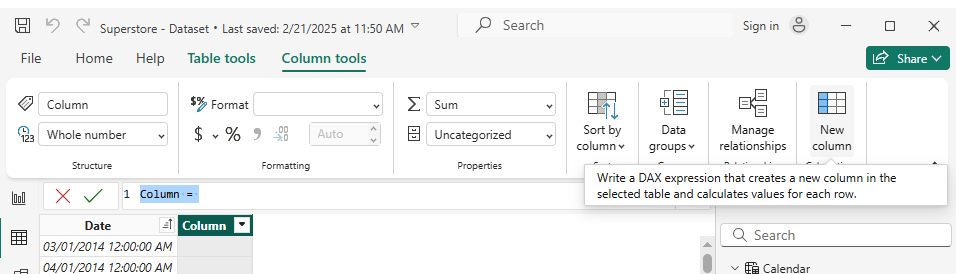 Superstore - Dataset • Last saved: 2/21/2025 at 11:50 AM
Search
Sign in
File
Home
Help
Table tools
Column tools
Share
Column
$% Format
Sum
Sort by
column
Data
groups
Manage
relationships
New
column
123
Whole number
$ % 9 .00 .0
Auto
Uncategorized
Structure
Formatting
Properties
Write a DAX expression that creates a new column in the
selected table and calculates values for each row.
1 Column =
Date
Column
03/01/2014 12:00:00 AM
04/01/2014 12:00:00 AM
Search
Calendar